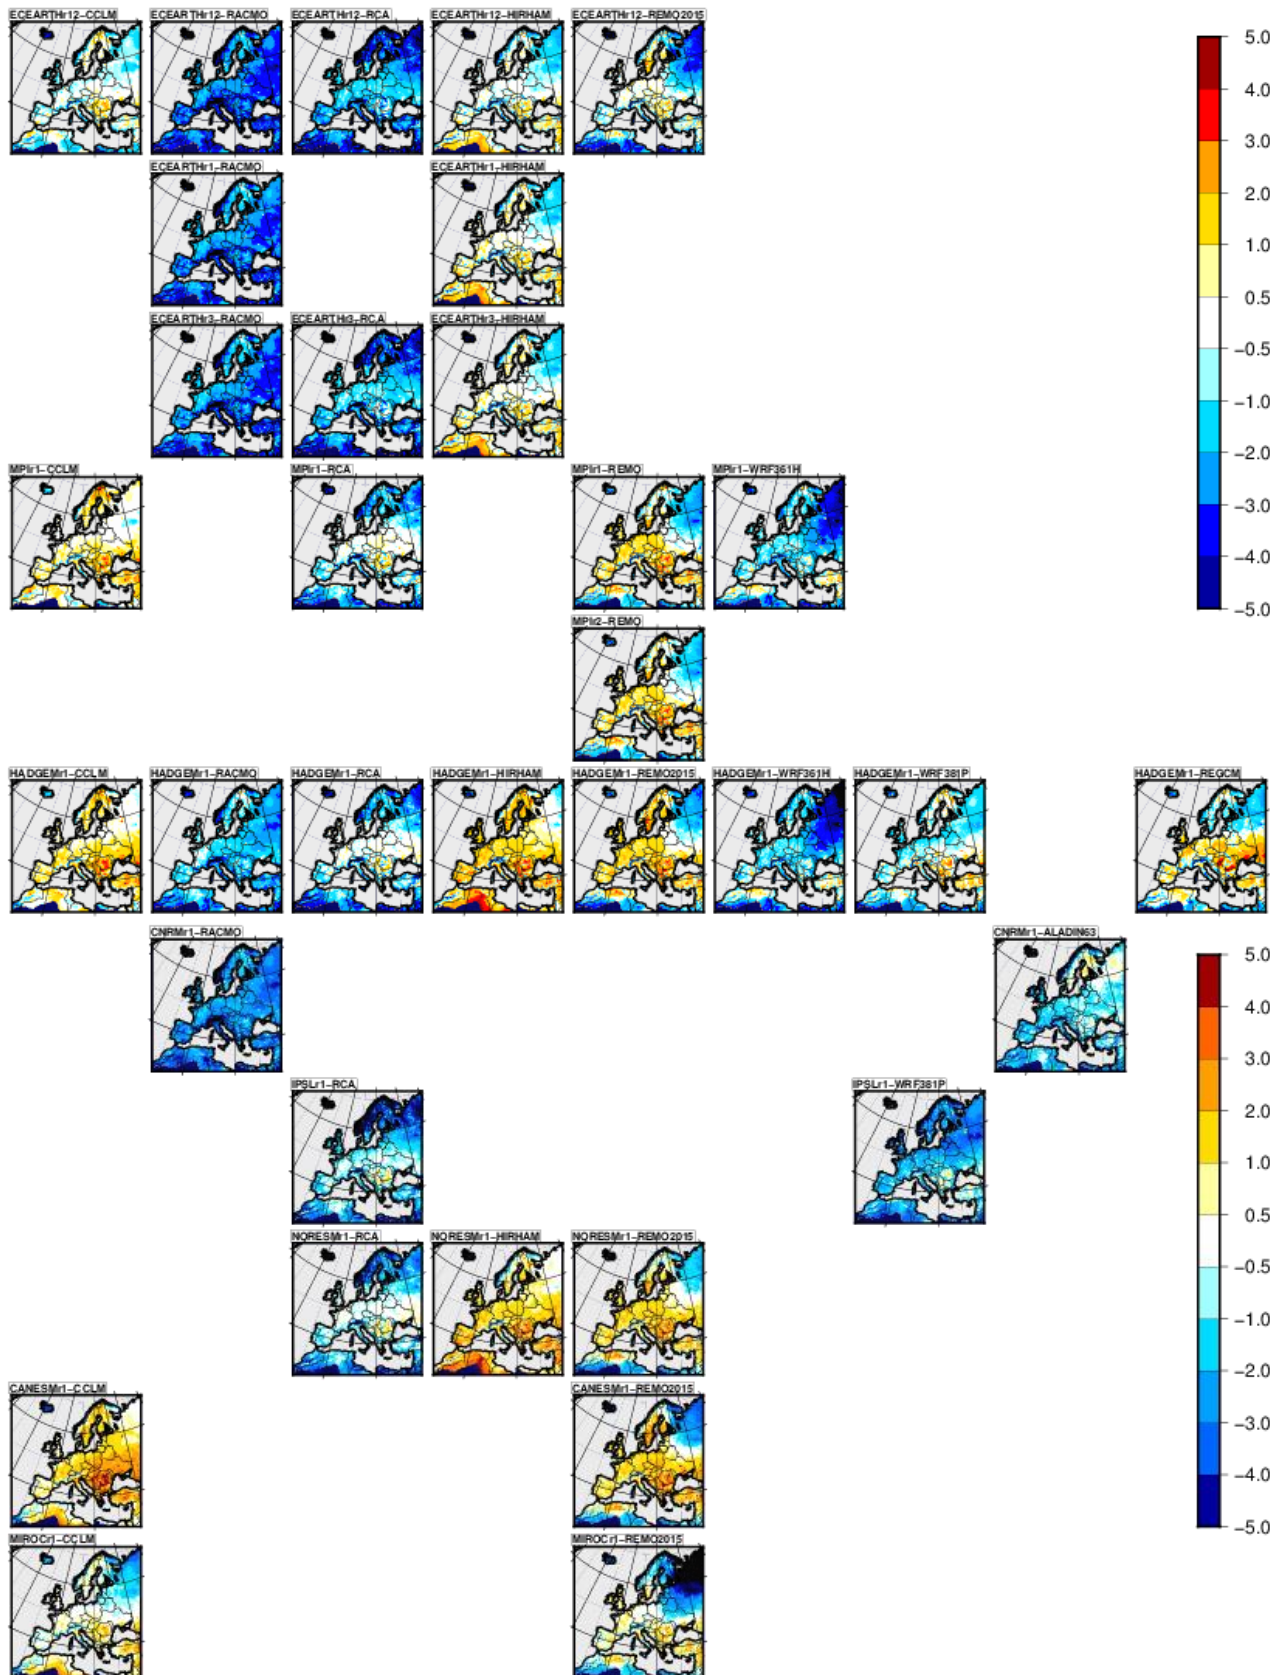 ECEARTHr12-CCLM ECEARTHr12-RACMO ECEARTHr12-RCA ECEARTHr12-HIRHAM ECEARTHr12-REMO2015
ECEARTHr1-RACMO ECEARTHr1-HIRHAM
ECEARTHr3-RACMO ECEARTHr3-RCA ECEARTHr3-HIRHAM
MPIr1-CCLM MPIr1-RCA MPIr1-REMO MPIr1-WRF361H
MPIr2-REMO
HADGEMr1-CCLM HADGEMr1-RACMO HADGEMr1-RCA HADGEMr1-HIRHAM HADGEMr1-REMO2015 HADGEMr1-WRF361H HADGEMr1-WRF381P HADGEMr1-REGCM
CNRMr1-RACMO CNRMr1-ALADIN63
IPSLr1-RCA IPSLr1-WRF381P
NORESMr1-RCA NORESMr1-HIRHAM NORESMr1-REMO2015
CANESMr1-CCLM CANESMr1-REMO2015
MIROCr1-CCLM MIROCr1-REMO2015
5.0
4.0
3.0
2.0
1.0
0.5
-0.5
-1.0
-2.0
-3.0
-4.0
-5.0
5.0
4.0
3.0
2.0
1.0
0.5
-0.5
-1.0
-2.0
-3.0
-4.0
-5.0